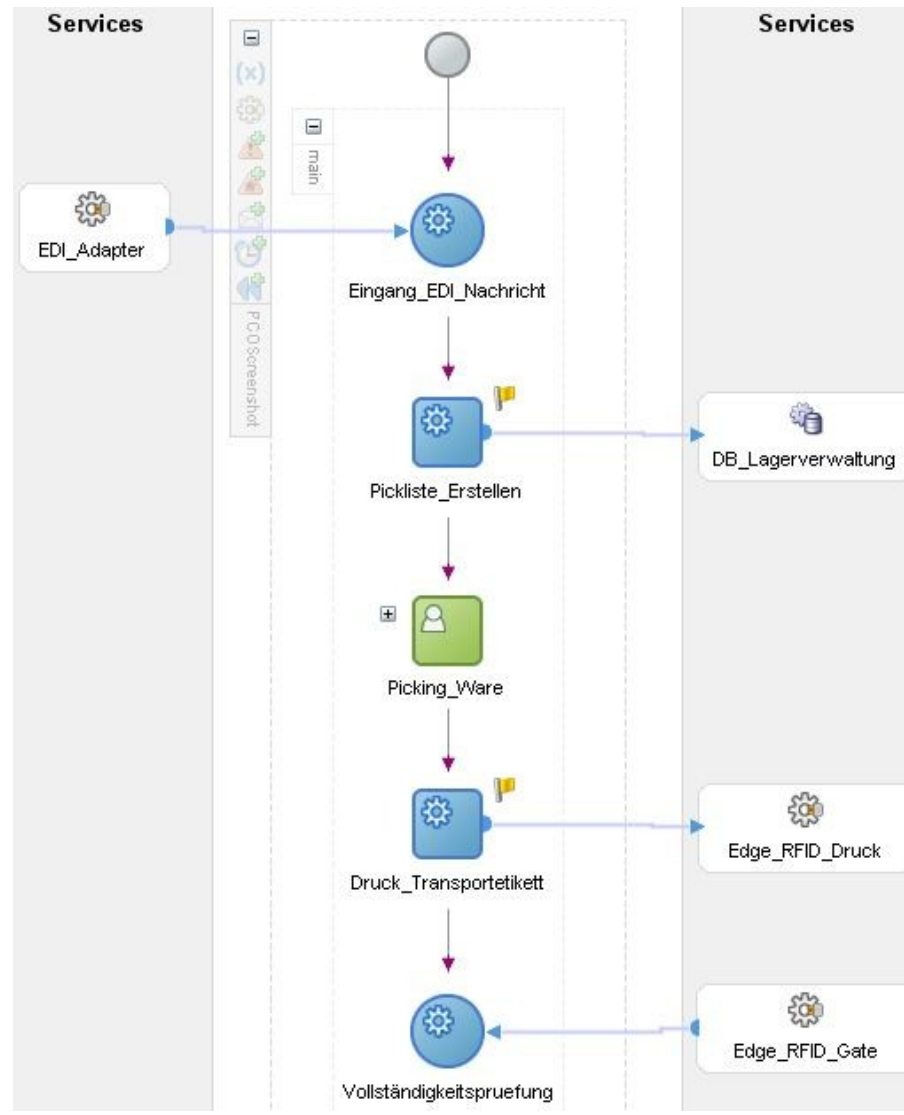 Services
Services
main
EDI_Adapter
Eingang_EDI_Nachricht
PCOScreenshot
Pickliste_Erstellen
DB_Lagerverwaltung
Picking_Ware
Druck_Transportetikett
Edge_RFID_Druck
Edge_RFID_Gate
Vollständigkeitspruefung